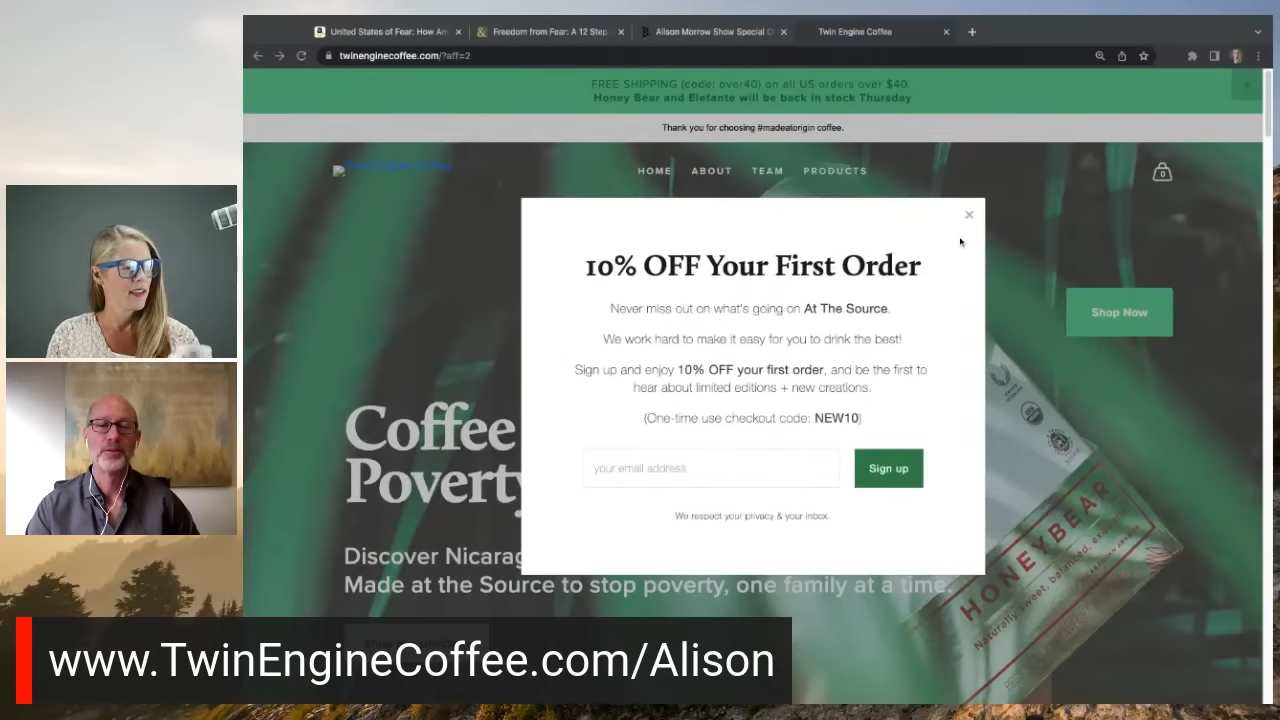 United States of Fear: How Am
Freedom from Fear: A 12 Step
Alison Morrow Show Special O
Twin Engine Coffee
twinenginecoffee.com/?aff=2
FREE SHIPPING (code: over40) on all US orders over $40
Honey Bear and Elefante will be back in stock Thursday
Thank you for choosing #madeatorigin coffee.
Twin Engine Coffee
HOME ABOUT TEAM PRODUCTS
0
10% OFF Your First Order
Never miss out on what's going on At The Source.
We work hard to make it easy for you to drink the best!
Sign up and enjoy 10% OFF your first order, and be the first to
hear about limited editions + new creations.
(One-time use checkout code: NEW10)
your email address
Sign up
We respect your privacy & your inbox.
Shop Now
Coffee
Poverty
Discover Nicarag
Made at the Source to stop poverty, one family at a time.
HONEYBEAR
Naturally sweet, balanced, exo
www.TwinEngineCoffee.com/Alison